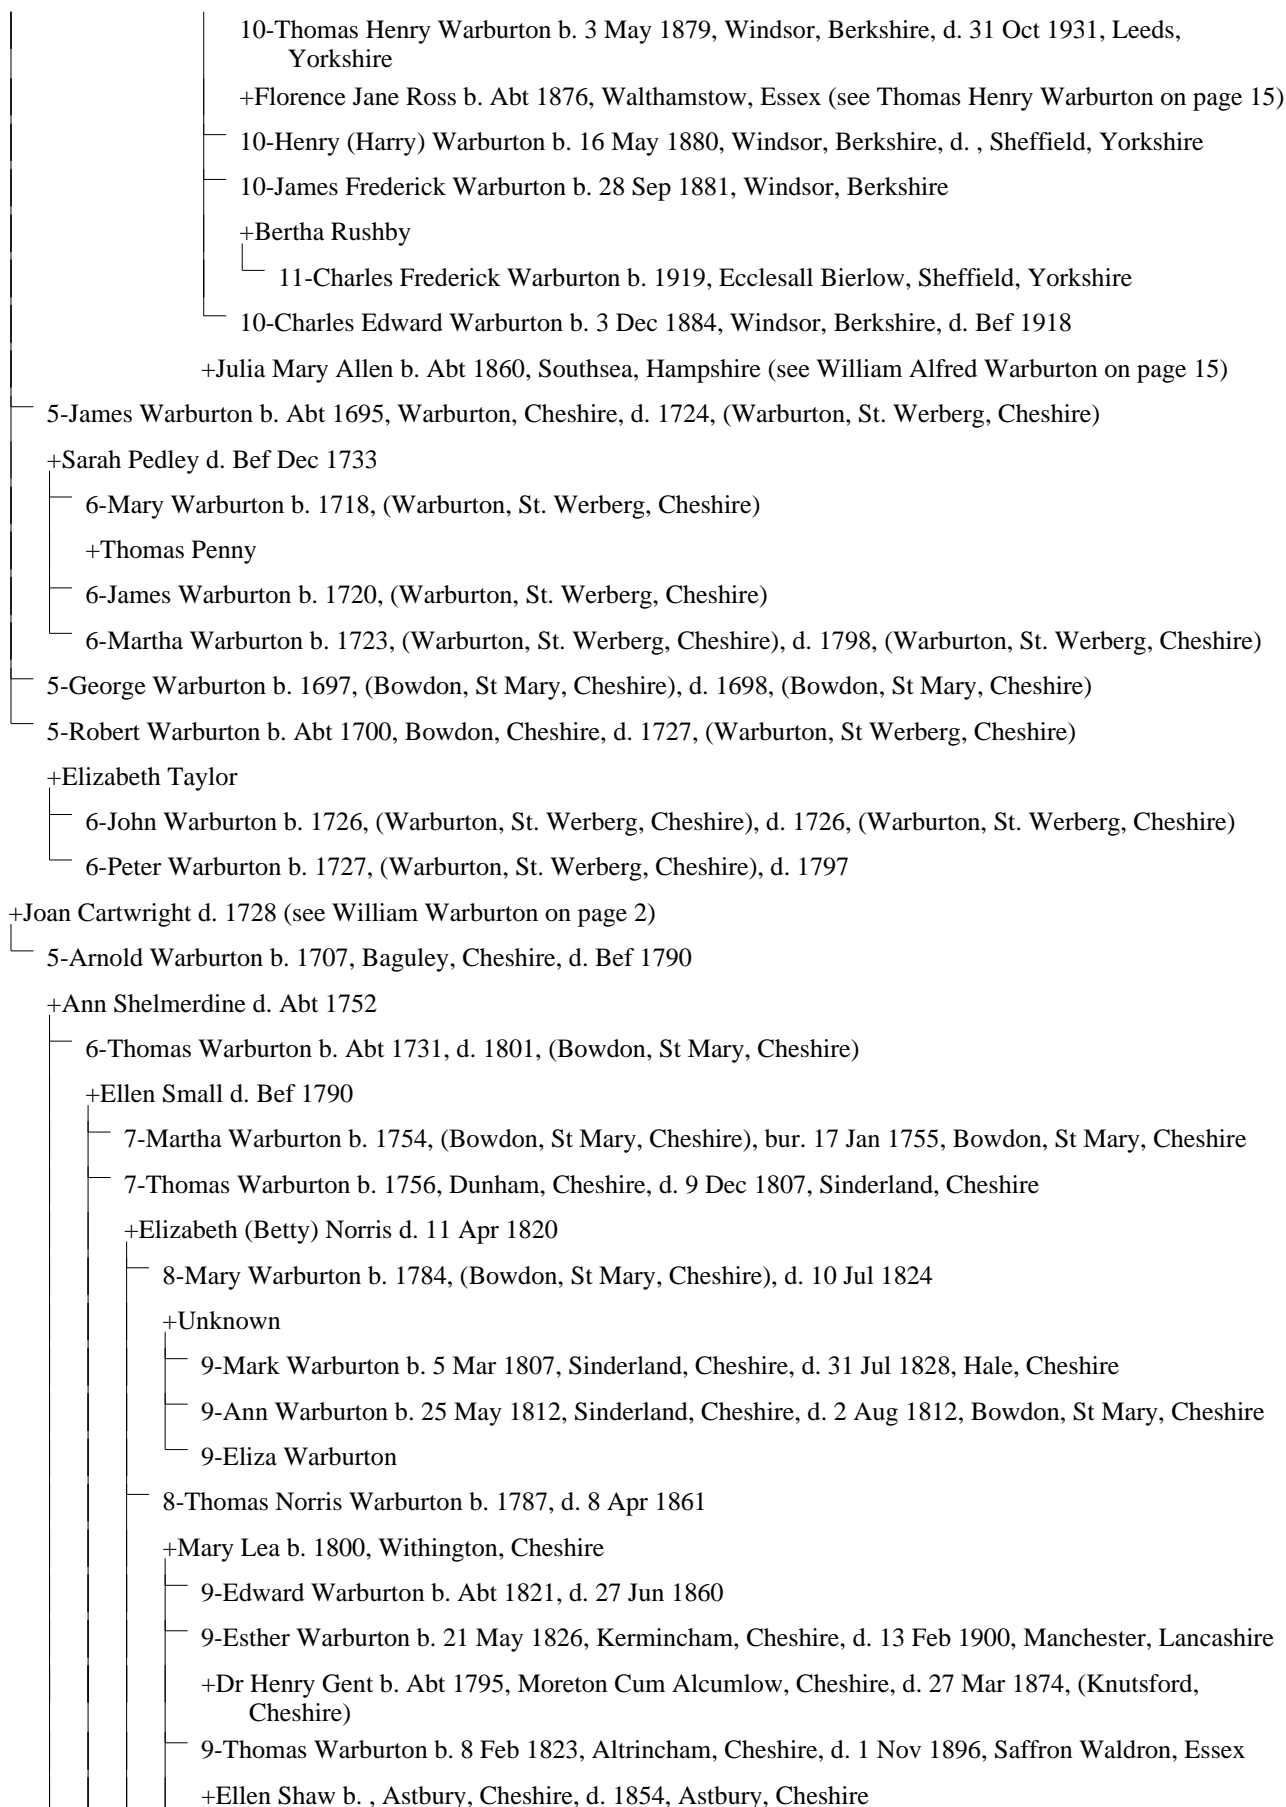 10-Thomas Henry Warburton b. 3 May 1879, Windsor, Berkshire, d. 31 Oct 1931, Leeds,
Yorkshire
+Florence Jane Ross b. Abt 1876, Walthamstow, Essex (see Thomas Henry Warburton on page 15)
10-Henry (Harry) Warburton b. 16 May 1880, Windsor, Berkshire, d. , Sheffield, Yorkshire
10-James Frederick Warburton b. 28 Sep 1881, Windsor, Berkshire
+Bertha Rushby
11-Charles Frederick Warburton b. 1919, Ecclesall Bierlow, Sheffield, Yorkshire
10-Charles Edward Warburton b. 3 Dec 1884, Windsor, Berkshire, d. Bef 1918
+Julia Mary Allen b. Abt 1860, Southsea, Hampshire (see William Alfred Warburton on page 15)
5-James Warburton b. Abt 1695, Warburton, Cheshire, d. 1724, (Warburton, St. Werberg, Cheshire)
+Sarah Pedley d. Bef Dec 1733
6-Mary Warburton b. 1718, (Warburton, St. Werberg, Cheshire)
+Thomas Penny
6-James Warburton b. 1720, (Warburton, St. Werberg, Cheshire)
6-Martha Warburton b. 1723, (Warburton, St. Werberg, Cheshire), d. 1798, (Warburton, St. Werberg, Cheshire)
5-George Warburton b. 1697, (Bowdon, St Mary, Cheshire), d. 1698, (Bowdon, St Mary, Cheshire)
5-Robert Warburton b. Abt 1700, Bowdon, Cheshire, d. 1727, (Warburton, St Werberg, Cheshire)
+Elizabeth Taylor
6-John Warburton b. 1726, (Warburton, St. Werberg, Cheshire), d. 1726, (Warburton, St. Werberg, Cheshire)
6-Peter Warburton b. 1727, (Warburton, St. Werberg, Cheshire), d. 1797
+Joan Cartwright d. 1728 (see William Warburton on page 2)
5-Arnold Warburton b. 1707, Baguley, Cheshire, d. Bef 1790
+Ann Shelmerdine d. Abt 1752
6-Thomas Warburton b. Abt 1731, d. 1801, (Bowdon, St Mary, Cheshire)
+Ellen Small d. Bef 1790
7-Martha Warburton b. 1754, (Bowdon, St Mary, Cheshire), bur. 17 Jan 1755, Bowdon, St Mary, Cheshire
7-Thomas Warburton b. 1756, Dunham, Cheshire, d. 9 Dec 1807, Sinderland, Cheshire
+Elizabeth (Betty) Norris d. 11 Apr 1820
8-Mary Warburton b. 1784, (Bowdon, St Mary, Cheshire), d. 10 Jul 1824
+Unknown
9-Mark Warburton b. 5 Mar 1807, Sinderland, Cheshire, d. 31 Jul 1828, Hale, Cheshire
9-Ann Warburton b. 25 May 1812, Sinderland, Cheshire, d. 2 Aug 1812, Bowdon, St Mary, Cheshire
9-Eliza Warburton
8-Thomas Norris Warburton b. 1787, d. 8 Apr 1861
+Mary Lea b. 1800, Withington, Cheshire
9-Edward Warburton b. Abt 1821, d. 27 Jun 1860
9-Esther Warburton b. 21 May 1826, Kermincham, Cheshire, d. 13 Feb 1900, Manchester, Lancashire
+Dr Henry Gent b. Abt 1795, Moreton Cum Alcumlow, Cheshire, d. 27 Mar 1874, (Knutsford,
Cheshire)
9-Thomas Warburton b. 8 Feb 1823, Altrincham, Cheshire, d. 1 Nov 1896, Saffron Waldron, Essex
+Ellen Shaw b. , Astbury, Cheshire, d. 1854, Astbury, Cheshire